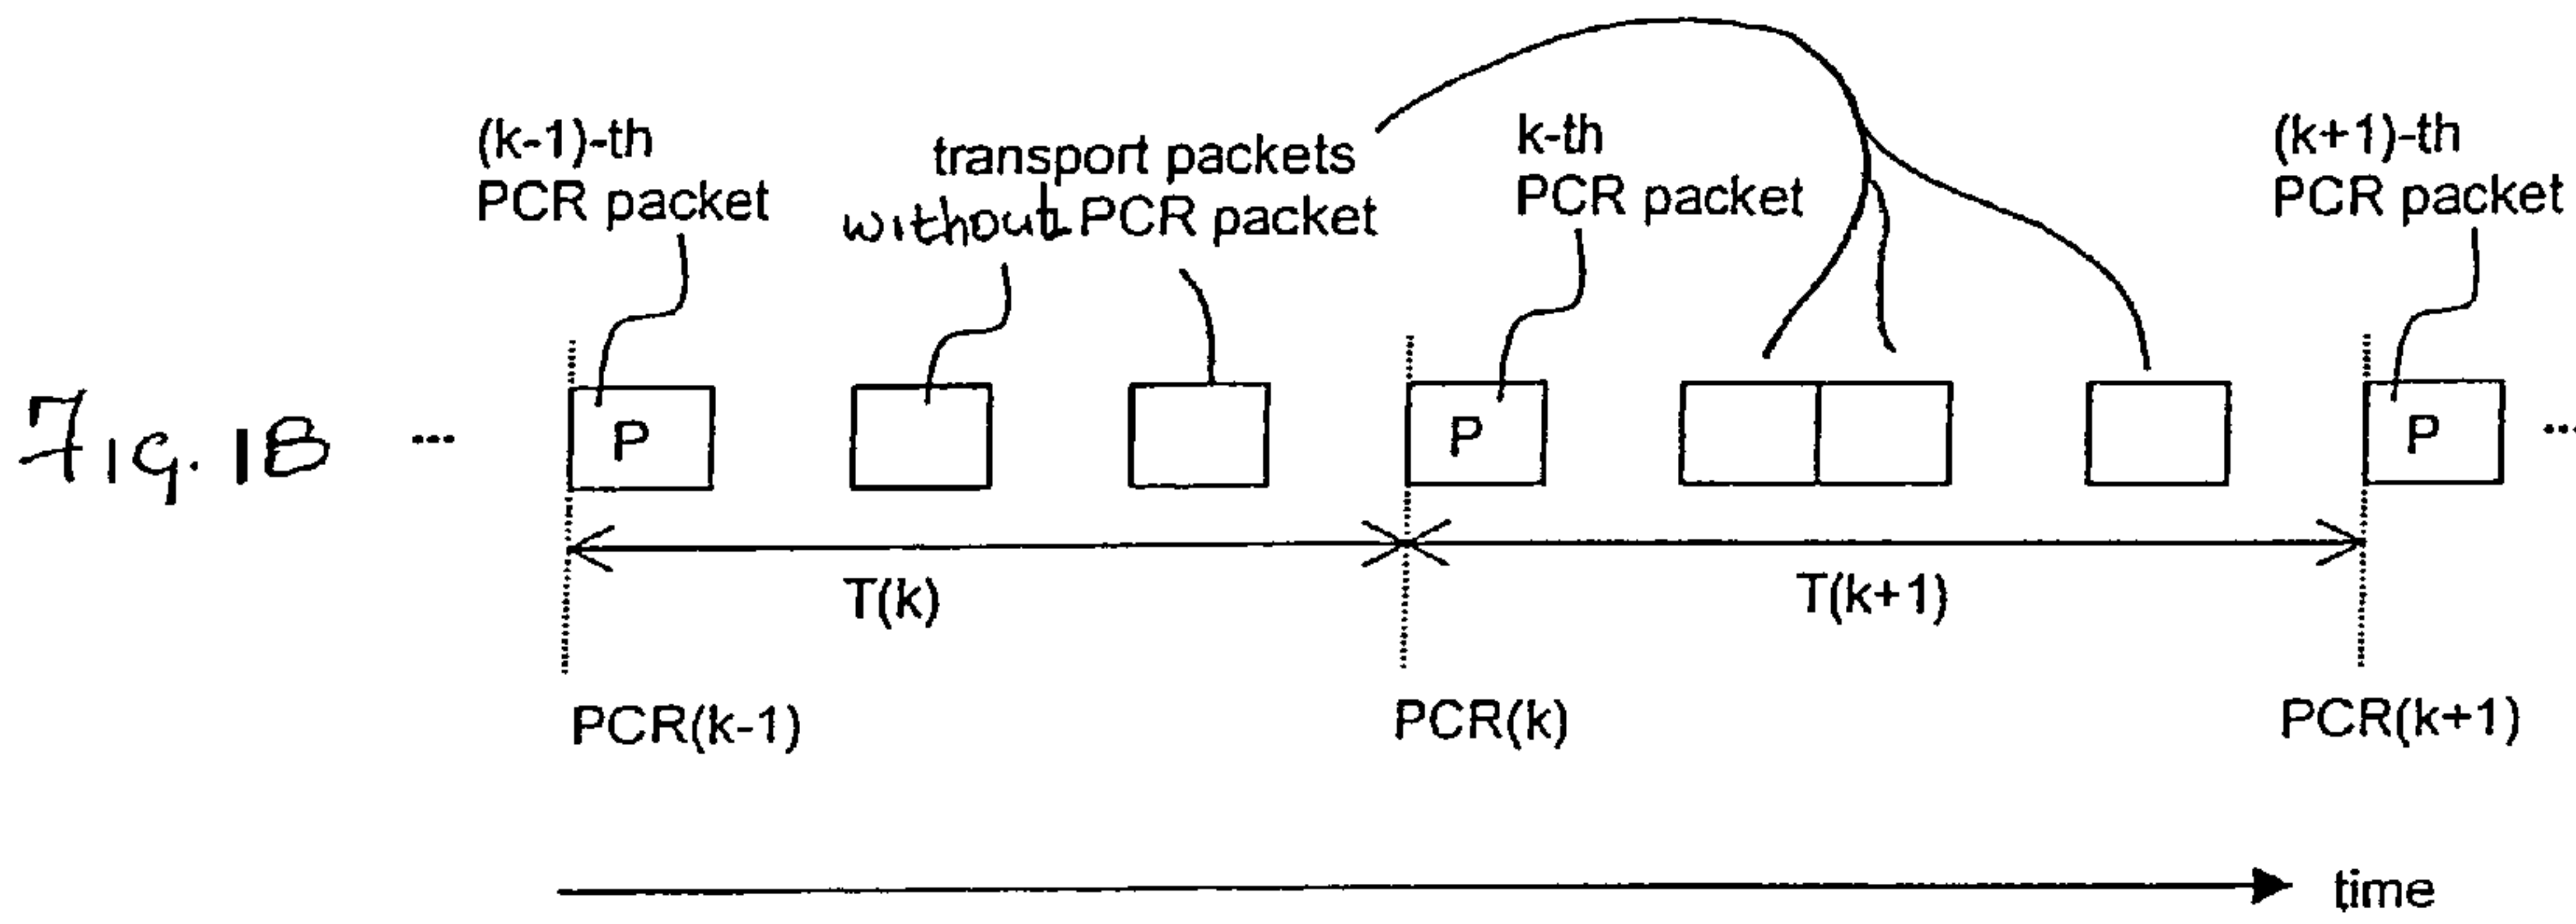 (k-1)-th
PCR packet
transport packets
without PCR packet
k-th
PCR packet
(k+1)-th
PCR packet
Fig. 1B
...
P
P
P
...
T(k)
T(k+1)
PCR(k-1)
PCR(k)
PCR(k+1)
time